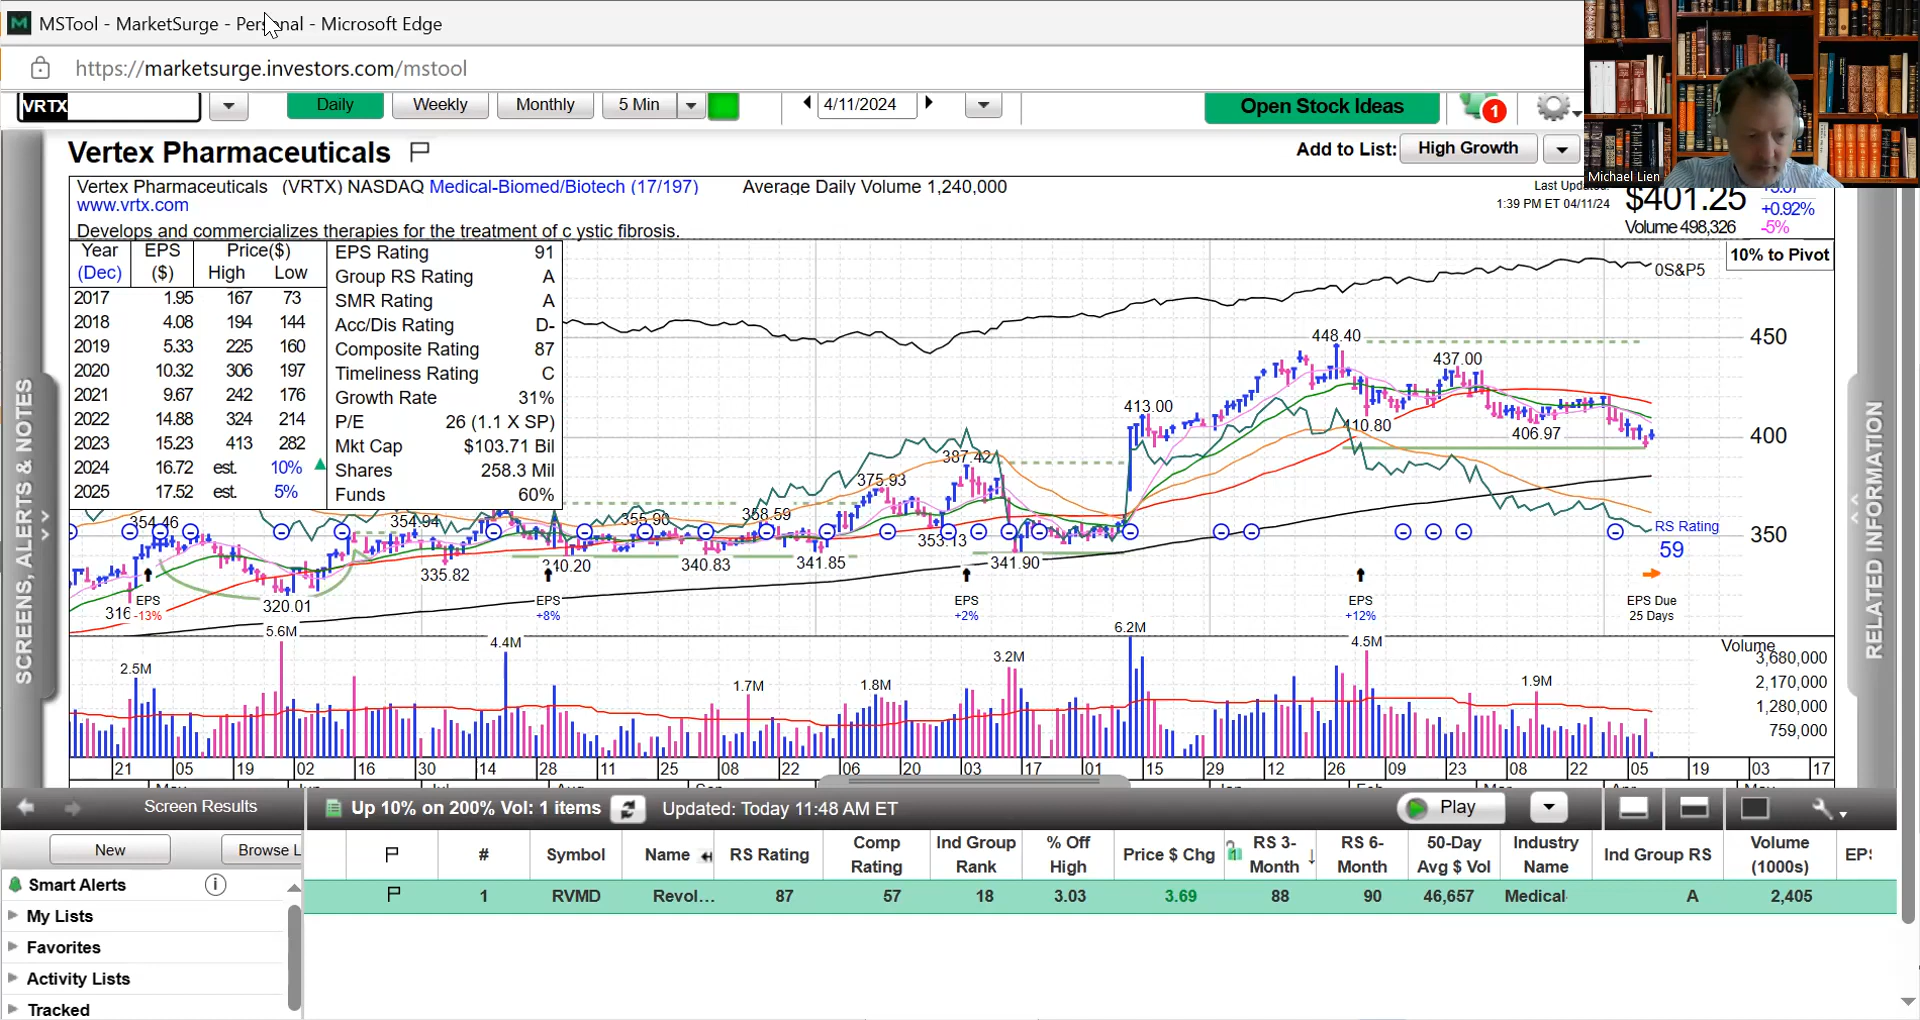 MSTool - MarketSurge - Personal - Microsoft Edge
https://marketsurge.investors.com/mstool
VRTX Daily Weekly Monthly 5 Min 4/11/2024 Open Stock Ideas 1
Vertex Pharmaceuticals Add to List: High Growth
Michael Lien
Vertex Pharmaceuticals (VRTX) NASDAQ Medical-Biomed/Biotech (17/197) Average Daily Volume 1,240,000
www.vrtx.com
Develops and commercializes therapies for the treatment of c ystic fibrosis.
Last Updated:
1:39 PM ET 04/11/24
$401.25
+0.92%
Volume 498,326 -5%
10% to Pivot
Year EPS Price($)
(Dec) ($) High Low
2017 1.95 167 73
2018 4.08 194 144
2019 5.33 225 160
2020 10.32 306 197
2021 9.67 242 176
2022 14.88 324 214
2023 15.23 413 282
2024 16.72 est. 10%
2025 17.52 est. 5%
EPS Rating 91
Group RS Rating A
SMR Rating A
Acc/Dis Rating D-
Composite Rating 87
Timeliness Rating C
Growth Rate 31%
P/E 26 (1.1 X SP)
Mkt Cap $103.71 Bil
Shares 258.3 Mil
Funds 60%
0S&P5
450
448.40
437.00
413.00
400
410.80
406.97
387.42
375.93
354.46 354.94 355.90 358.59
353.13
350
RS Rating
59
335.82 340.20 340.83 341.85 341.90
320.01
316
EPS -13%
EPS +8%
EPS +2%
EPS +12%
EPS Due
25 Days
2.5M 5.6M 4.4M 1.7M 1.8M 3.2M 6.2M 4.5M 1.9M
Volume
3,680,000
2,170,000
1,280,000
759,000
21 05 19 02 16 30 14 28 11 25 08 22 06 20 03 17 01 15 29 12 26 09 23 08 22 05 19 03 17
SCREENS, ALERTS & NOTES
RELATED INFORMATION
Screen Results
Up 10% on 200% Vol: 1 items Updated: Today 11:48 AM ET Play
New Browse L
Smart Alerts
My Lists
Favorites
Activity Lists
Tracked
# Symbol Name RS Rating Comp Rating Ind Group Rank % Off High Price $ Chg RS 3-Month RS 6-Month 50-Day Avg $ Vol Industry Name Ind Group RS Volume (1000s) EPS
1 RVMD Revol... 87 57 18 3.03 3.69 88 90 46,657 Medical A 2,405